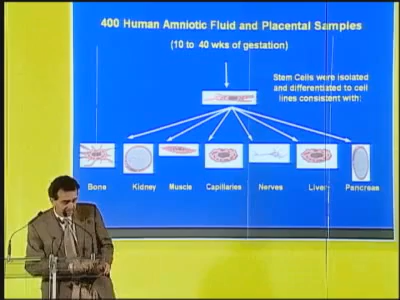 400 Human Amniotic Fluid and Placental Samples
(10 to 40 wks of gestation)
Stem Cells were isolated
and differentiated to cell
lines consistent with:
Bone Kidney Muscle Capillaries Nerves Liver Pancreas